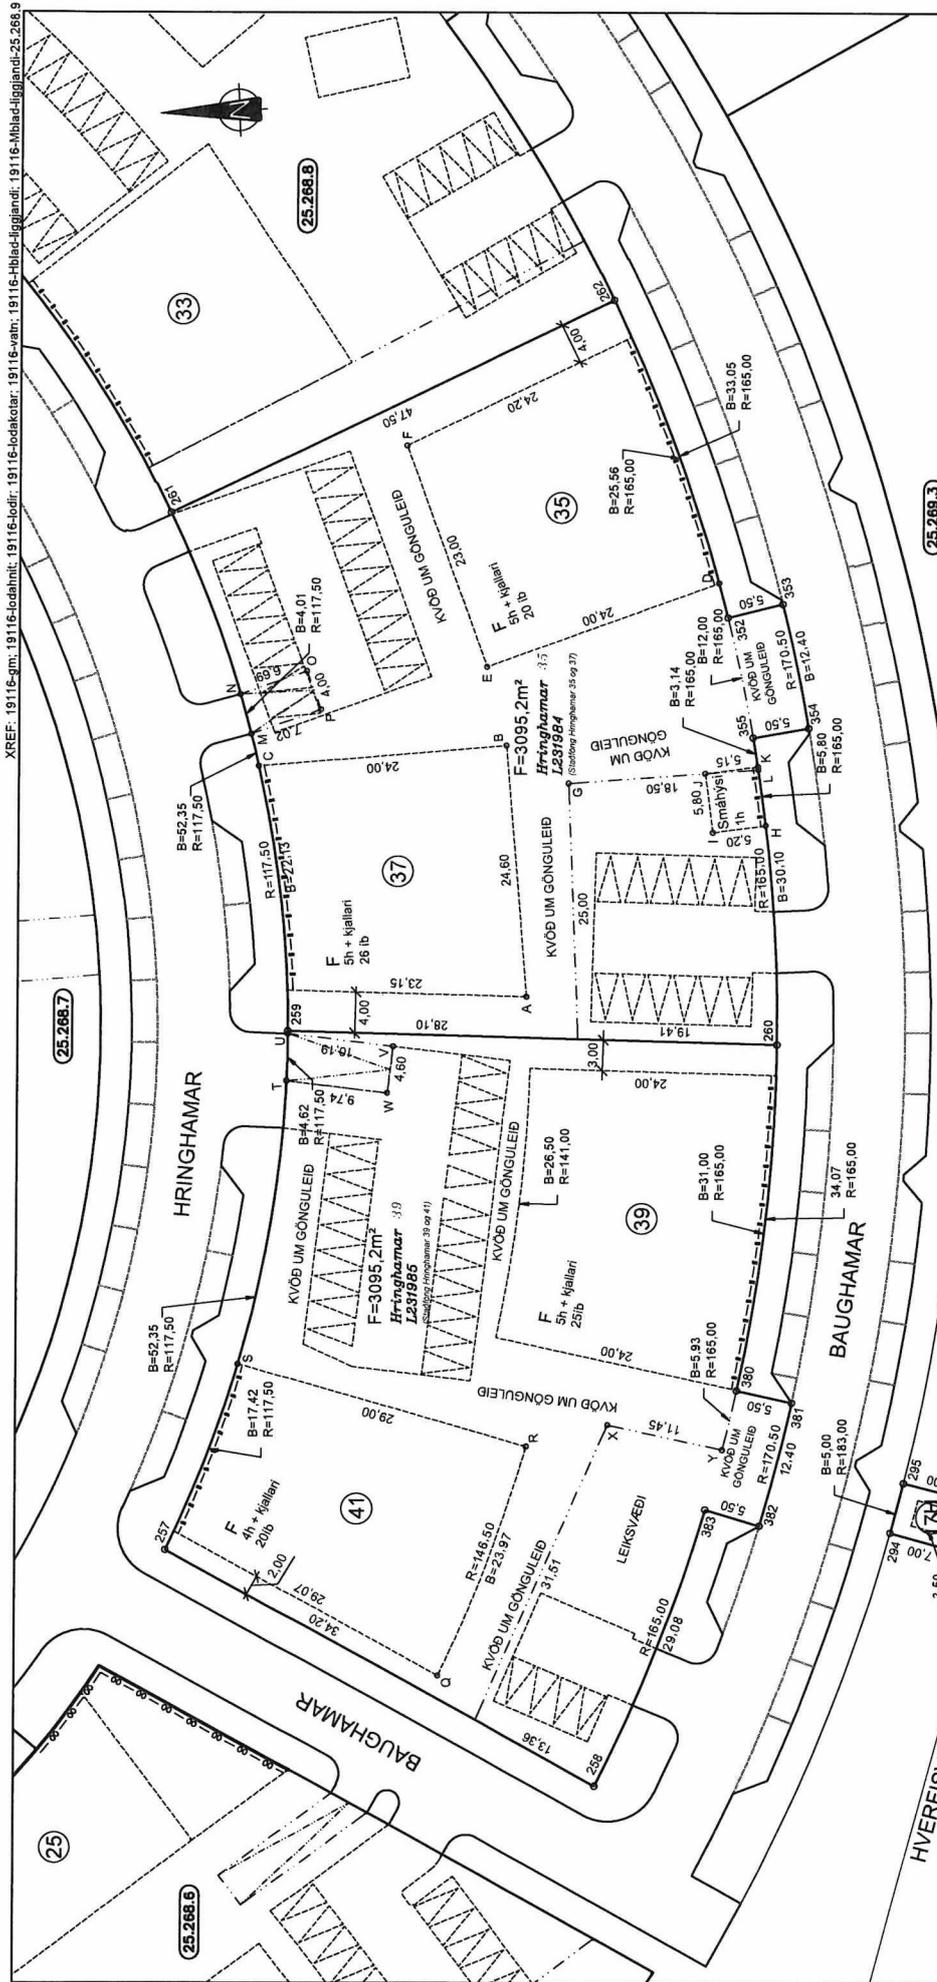 XREF: 19116-gm; 19116-lodahnit; 19116-lodir; 19116-lodakotar; 19116-vatn; 19116-Hblad-liggjandi; 19116-Mblad-liggjandi-25.268.9
25.268.7
25.268.8
25.268.6
25.269.3
N
HRINGHAMAR
BAUGHAMAR
BAUGHAMAR
25
33
257
B=17,42
R=117,50
S
B=52,35
R=117,50
T
U
259
B=4,62
R=117,50
16,19
9,74
V
4,60
W
F
4h + kjallari
20íb
2,00
29,07
34,20
41
29,00
R
R=146,50
B=23,97
Q
KVÖÐ UM GÖNGULEIÐ
31,51
13,36
258
LEIKSVÆÐI
R=165,00
29,08
383
5,50
382
X
11,45
Y
KVÖÐ UM
GÖNGULEIÐ
R=170.50
12.40
381
5,50
380
B=5,93
R=165,00
KVÖÐ UM GÖNGULEIÐ
KVÖÐ UM GÖNGULEIÐ
F=3095,2m²
Hringhamar 39
L231985
(Staðföng Hringhamar 39 og 41)
KVÖÐ UM GÖNGULEIÐ
B=26,50
R=141,00
F
5h + kjallari
25íb
24,00
24,00
39
B=31,00
R=165,00
34,07
R=165,00
3,00
260
19,41
28,10
4,00
23,15
F
5h + kjallari
26 íb
37
R=117,50
B=22,13
B=52,35
R=117,50
C
M
N
7,02
6,69
B=4,01
R=117,50
O
P
4,00
24,00
B
24,60
A
KVÖÐ UM GÖNGULEIÐ
25,00
G
18,50
KVÖÐ UM
GÖNGULEIÐ
F=3095,2m²
Hringhamar 35
L231984
(Staðföng Hringhamar 35 og 37)
I
5,80
J
Smáhýsi
1h
5,20
5,15
H
L
K
R=165,00
B=30,10
B=5,80
R=165,00
B=3,14
R=165,00
B=12,00
R=165,00
355
352
KVÖÐ UM
GÖNGULEIÐ
5,50
5,50
354
353
R=170.50
B=12.40
261
47,50
262
4,00
KVÖÐ UM GÖNGULEIÐ
F
24,20
23,00
E
F
5h + kjallari
20 íb
24,00
D
35
B=25,56
R=165,00
B=33,05
R=165,00
B=5,00
R=183,00
294
295
7,00
HVERFISV